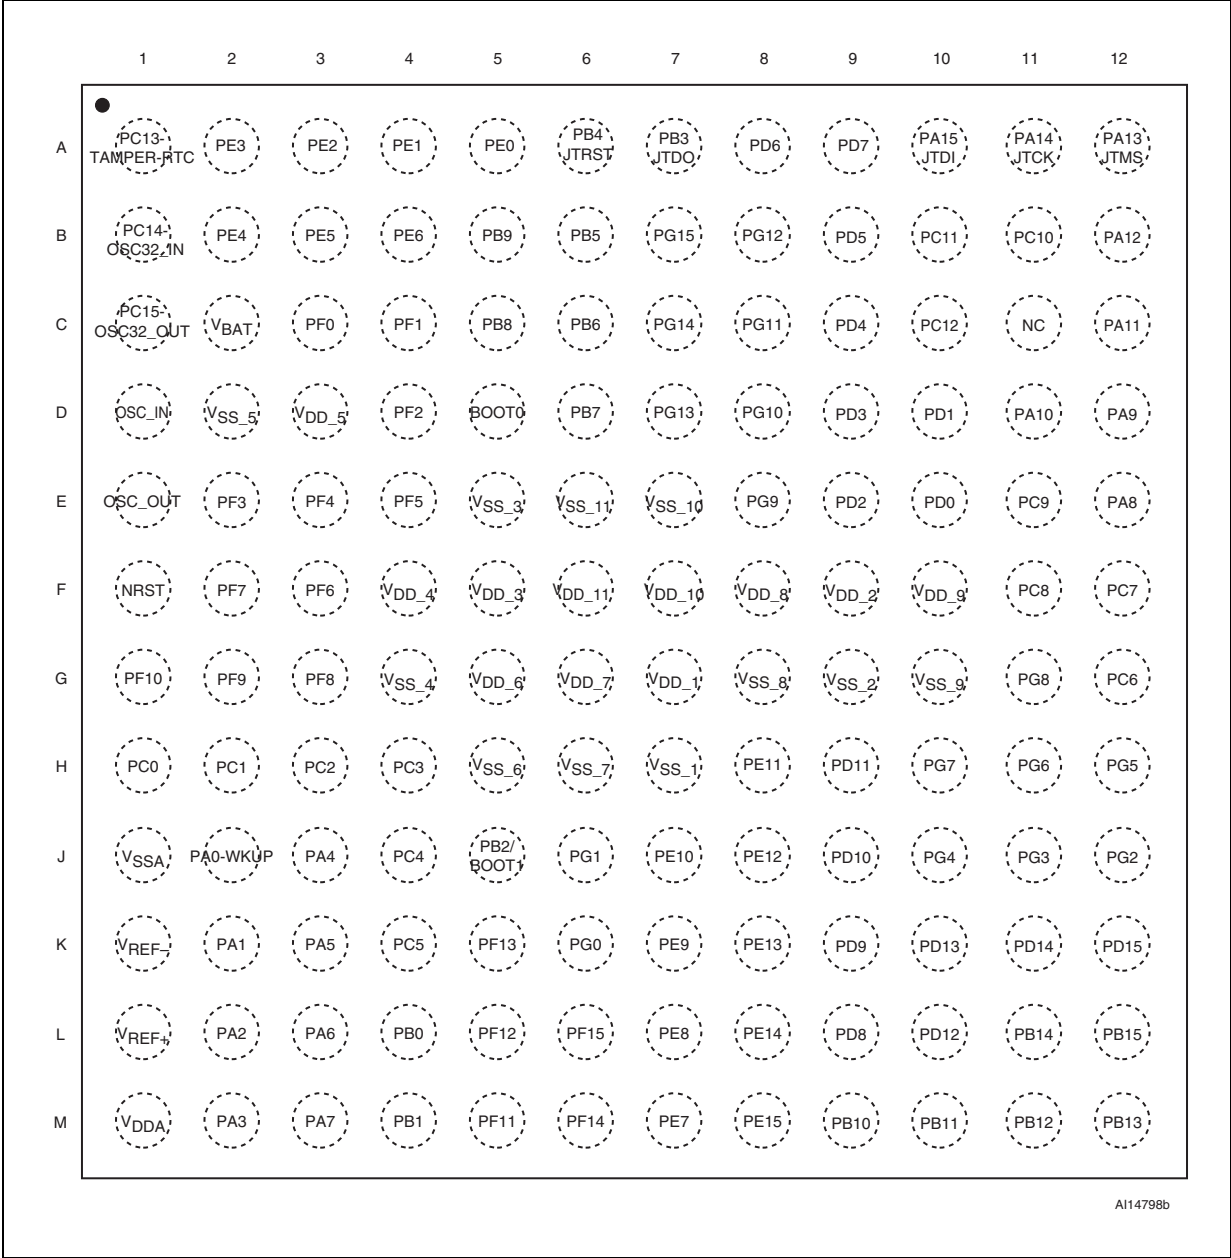 1 2 3 4 5 6 7 8 9 10 11 12
A PC13-TAMPER-RTC PE3 PE2 PE1 PE0 PB4 JTRST PB3 JTDO PD6 PD7 PA15 JTDI PA14 JTCK PA13 JTMS
B PC14-OSC32_IN PE4 PE5 PE6 PB9 PB5 PG15 PG12 PD5 PC11 PC10 PA12
C PC15-OSC32_OUT VBAT PF0 PF1 PB8 PB6 PG14 PG11 PD4 PC12 NC PA11
D OSC_IN VSS_5 VDD_5 PF2 BOOT0 PB7 PG13 PG10 PD3 PD1 PA10 PA9
E OSC_OUT PF3 PF4 PF5 VSS_3 VSS_11 VSS_10 PG9 PD2 PD0 PC9 PA8
F NRST PF7 PF6 VDD_4 VDD_3 VDD_11 VDD_10 VDD_8 VDD_2 VDD_9 PC8 PC7
G PF10 PF9 PF8 VSS_4 VDD_6 VDD_7 VDD_1 VSS_8 VSS_2 VSS_9 PG8 PC6
H PC0 PC1 PC2 PC3 VSS_6 VSS_7 VSS_1 PE11 PD11 PG7 PG6 PG5
J VSSA PA0-WKUP PA4 PC4 PB2/BOOT1 PG1 PE10 PE12 PD10 PG4 PG3 PG2
K VREF– PA1 PA5 PC5 PF13 PG0 PE9 PE13 PD9 PD13 PD14 PD15
L VREF+ PA2 PA6 PB0 PF12 PF15 PE8 PE14 PD8 PD12 PB14 PB15
M VDDA PA3 PA7 PB1 PF11 PF14 PE7 PE15 PB10 PB11 PB12 PB13
AI14798b